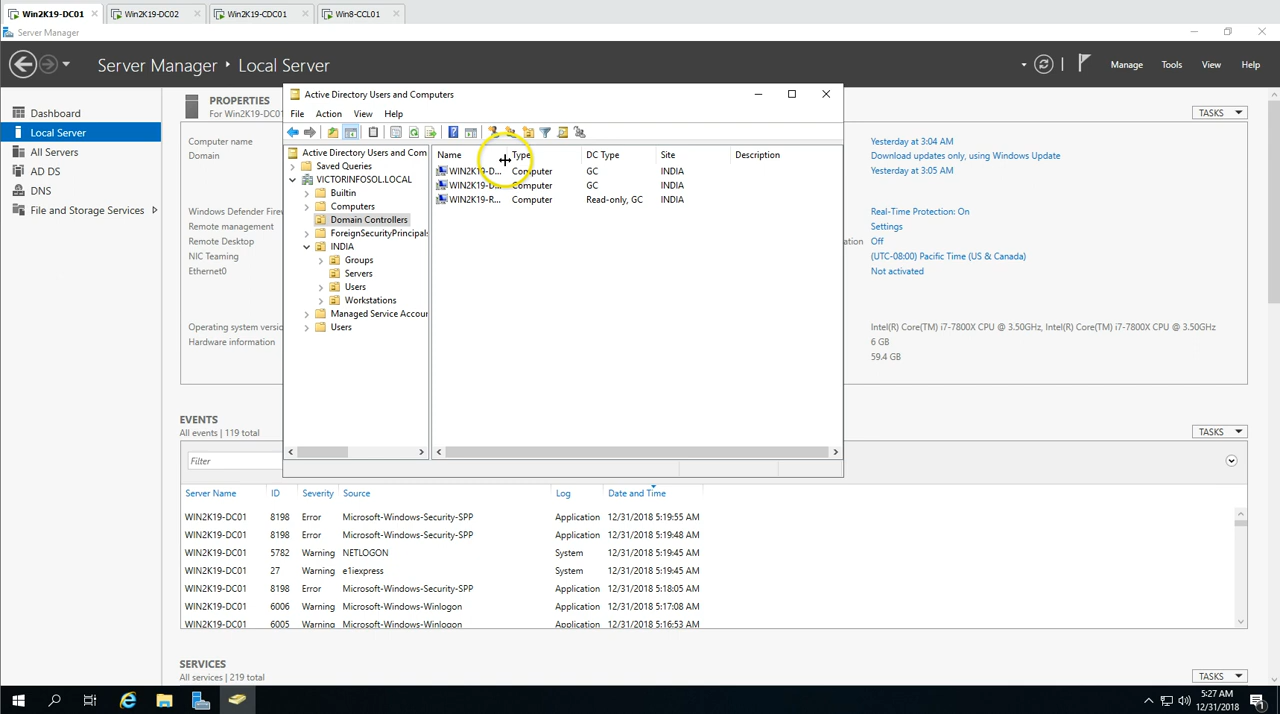 Win2K19-DC01
Win2K19-DC02
Win2K19-CDC01
Win8-CCL01
Server Manager
Server Manager Local Server
Manage Tools View Help
Dashboard
Local Server
All Servers
AD DS
DNS
File and Storage Services
PROPERTIES
For Win2K19-DC01
TASKS
Computer name
Domain
Yesterday at 3:04 AM
Download updates only, using Windows Update
Yesterday at 3:05 AM
Windows Defender Fire
Remote management
Remote Desktop
NIC Teaming
Ethernet0
Real-Time Protection: On
Settings
Off
(UTC-08:00) Pacific Time (US & Canada)
Not activated
Operating system versio
Hardware information
Intel(R) Core(TM) i7-7800X CPU @ 3.50GHz, Intel(R) Core(TM) i7-7800X CPU @ 3.50GHz
6 GB
59.4 GB
Active Directory Users and Computers
File Action View Help
Active Directory Users and Com
Saved Queries
VICTORINFOSOL.LOCAL
Builtin
Computers
Domain Controllers
ForeignSecurityPrincipals
INDIA
Groups
Servers
Users
Workstations
Managed Service Accour
Users
Name Type DC Type Site Description
WIN2K19-D... Computer GC INDIA
WIN2K19-D... Computer GC INDIA
WIN2K19-R... Computer Read-only, GC INDIA
EVENTS
All events | 119 total
TASKS
Filter
Server Name ID Severity Source Log Date and Time
WIN2K19-DC01 8198 Error Microsoft-Windows-Security-SPP Application 12/31/2018 5:19:55 AM
WIN2K19-DC01 8198 Error Microsoft-Windows-Security-SPP Application 12/31/2018 5:19:48 AM
WIN2K19-DC01 5782 Warning NETLOGON System 12/31/2018 5:19:45 AM
WIN2K19-DC01 27 Warning e1iexpress System 12/31/2018 5:19:45 AM
WIN2K19-DC01 8198 Error Microsoft-Windows-Security-SPP Application 12/31/2018 5:18:05 AM
WIN2K19-DC01 6006 Warning Microsoft-Windows-Winlogon Application 12/31/2018 5:17:08 AM
WIN2K19-DC01 6005 Warning Microsoft-Windows-Winlogon Application 12/31/2018 5:16:53 AM
SERVICES
All services | 219 total
TASKS
5:27 AM
12/31/2018